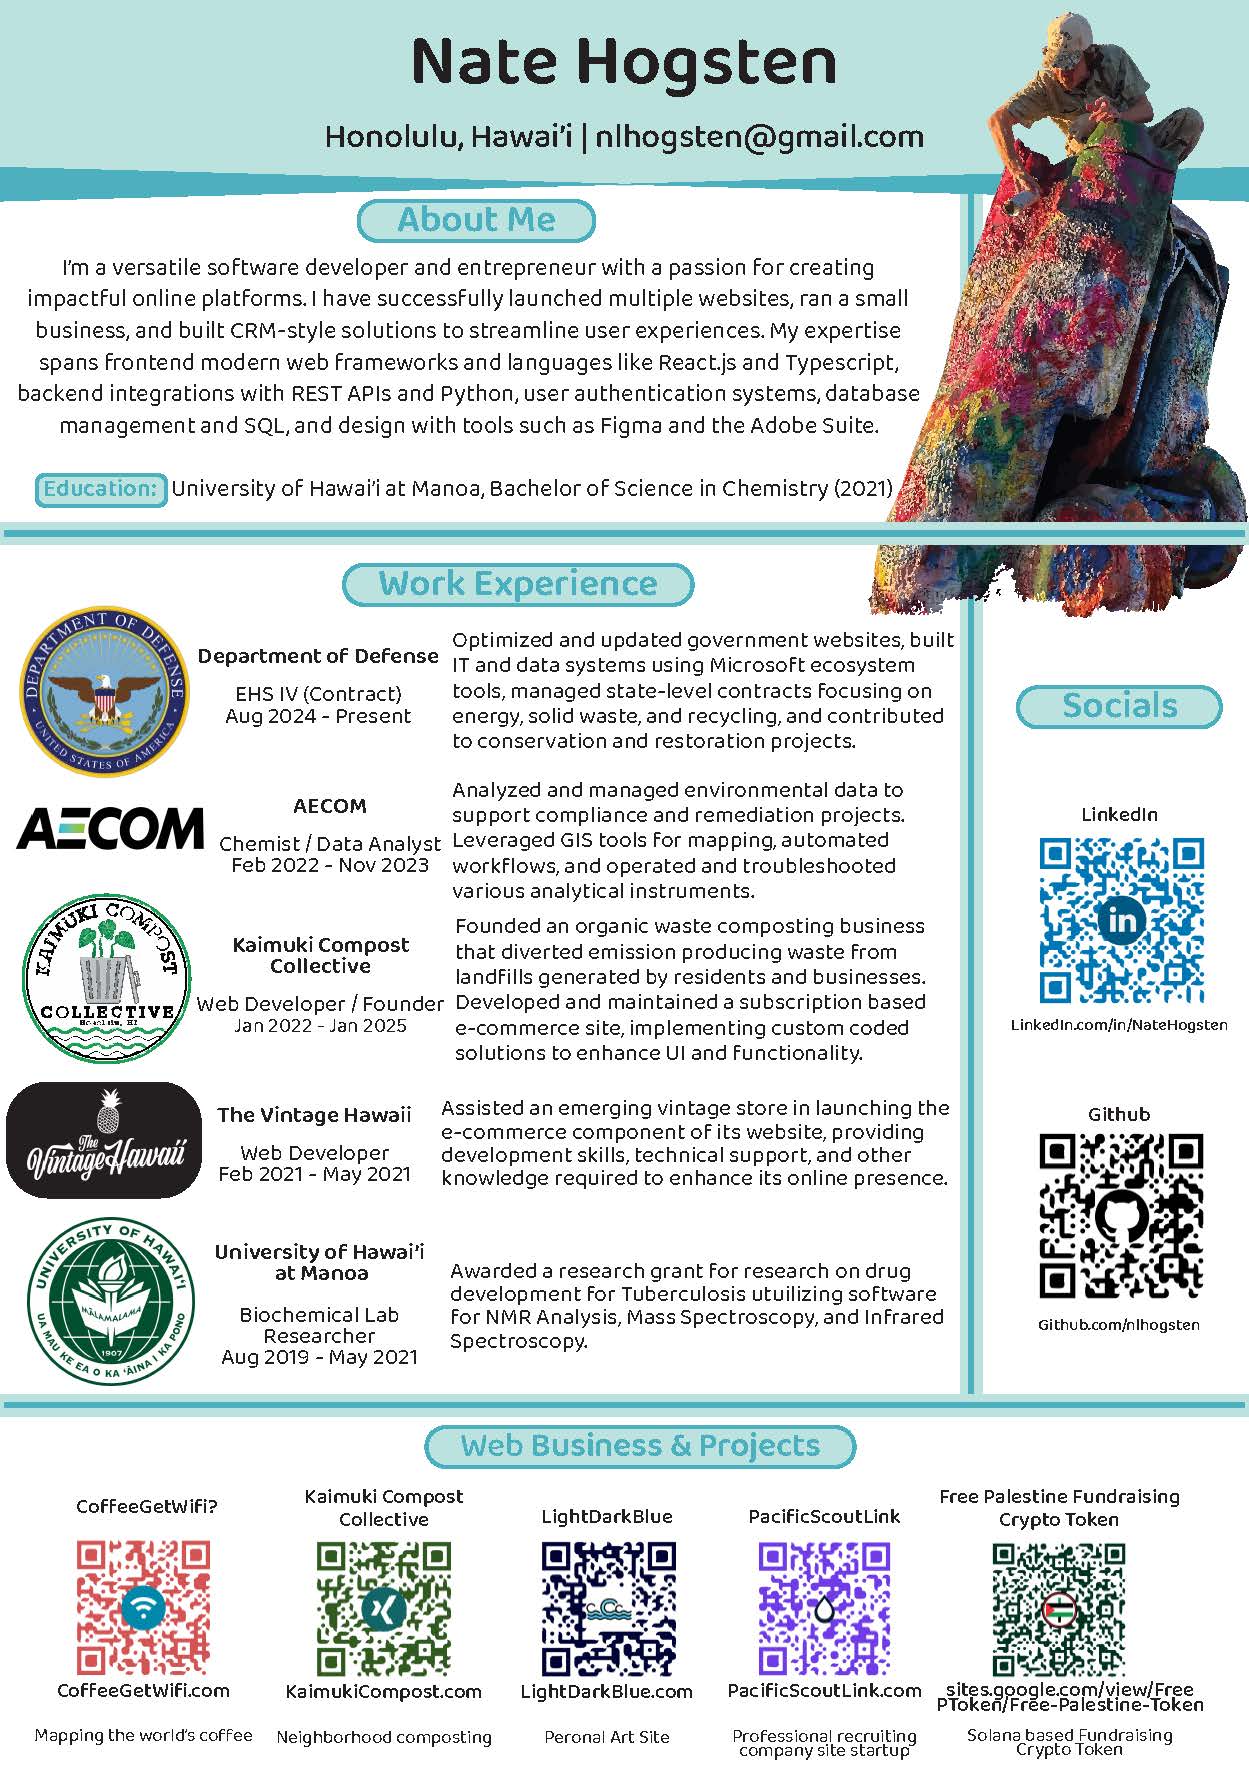 Nate Hogsten
Honolulu, Hawai'i | nlhogsten@gmail.com
About Me
I'm a versatile software developer and entrepreneur with a passion for creating
impactful online platforms. I have successfully launched multiple websites, ran a small
business, and built CRM-style solutions to streamline user experiences. My expertise
spans frontend modern web frameworks and languages like React.js and Typescript,
backend integrations with REST APIs and Python, user authentication systems, database
management and SQL, and design with tools such as Figma and the Adobe Suite.
Education: University of Hawai'i at Manoa, Bachelor of Science in Chemistry (2021)
Work Experience
DEPARTMENT OF DEFENSE
UNITED STATES OF AMERICA
Department of Defense
EHS IV (Contract)
Aug 2024 - Present
Optimized and updated government websites, built
IT and data systems using Microsoft ecosystem
tools, managed state-level contracts focusing on
energy, solid waste, and recycling, and contributed
to conservation and restoration projects.
AECOM
AECOM
Chemist / Data Analyst
Feb 2022 - Nov 2023
Analyzed and managed environmental data to
support compliance and remediation projects.
Leveraged GIS tools for mapping, automated
workflows, and operated and troubleshooted
various analytical instruments.
KAIMUKI COMPOST
COLLECTIVE
Honolulu, HI
Kaimuki Compost
Collective
Web Developer / Founder
Jan 2022 - Jan 2025
Founded an organic waste composting business
that diverted emission producing waste from
landfills generated by residents and businesses.
Developed and maintained a subscription based
e-commerce site, implementing custom coded
solutions to enhance UI and functionality.
The
Vintage Hawaii
The Vintage Hawaii
Web Developer
Feb 2021 - May 2021
Assisted an emerging vintage store in launching the
e-commerce component of its website, providing
development skills, technical support, and other
knowledge required to enhance its online presence.
UNIVERSITY OF HAWAI'I
MALAMALAMA
1907
UA MAU KE EA O KA 'ĀINA I KA PONO
University of Hawai'i
at Manoa
Biochemical Lab
Researcher
Aug 2019 - May 2021
Awarded a research grant for research on drug
development for Tuberculosis utuilizing software
for NMR Analysis, Mass Spectroscopy, and Infrared
Spectroscopy.
Socials
LinkedIn
in
LinkedIn.com/in/NateHogsten
Github
Github.com/nlhogsten
Web Business & Projects
CoffeeGetWifi?
CoffeeGetWifi.com
Mapping the world's coffee
Kaimuki Compost
Collective
KaimukiCompost.com
Neighborhood composting
LightDarkBlue
LightDarkBlue.com
Peronal Art Site
PacificScoutLink
PacificScoutLink.com
Professional recruiting
company site startup
Free Palestine Fundraising
Crypto Token
sites.google.com/view/Free
PToken/Free-Palestine-Token
Solana based Fundraising
Crypto Token